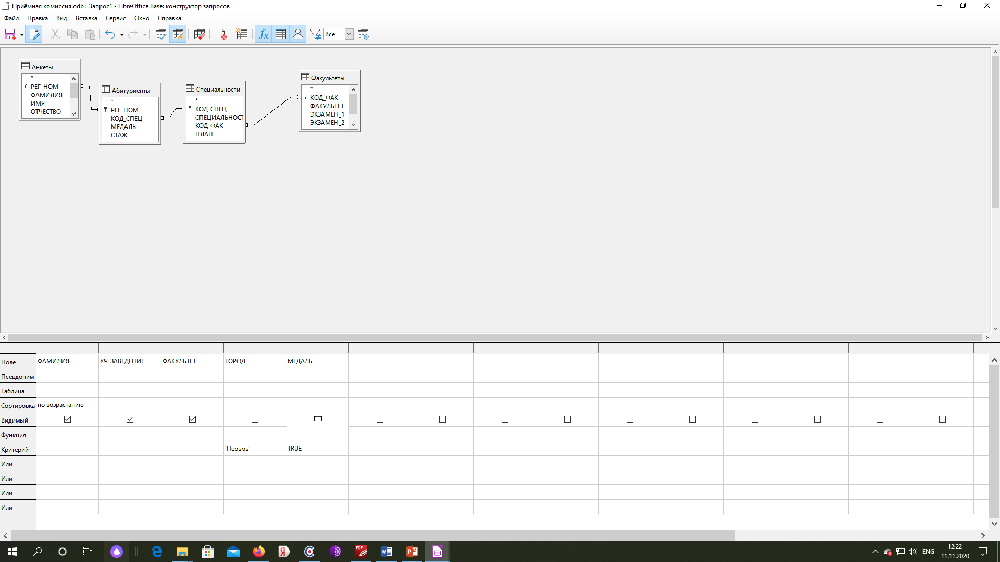 Приёмная комиссия.odb : Запрос1 - LibreOffice Base: конструктор запросов
Файл Правка Вид Вставка Сервис Окно Справка
Все
Анкеты
*
РЕГ_НОМ
ФАМИЛИЯ
ИМЯ
ОТЧЕСТВО
Абитуриенты
*
РЕГ_НОМ
КОД_СПЕЦ
МЕДАЛЬ
СТАЖ
Специальности
*
КОД_СПЕЦ
СПЕЦИАЛЬНОСТ
КОД_ФАК
ПЛАН
Факультеты
*
КОД_ФАК
ФАКУЛЬТЕТ
ЭКЗАМЕН_1
ЭКЗАМЕН_2
Поле ФАМИЛИЯ УЧ_ЗАВЕДЕНИЕ ФАКУЛЬТЕТ ГОРОД МЕДАЛЬ
Псевдоним
Таблица
Сортировка по возрастанию
Видимый
Функция
Критерий 'Перьмь' TRUE
Или
Или
Или
Или
ENG
12:22
11.11.2020